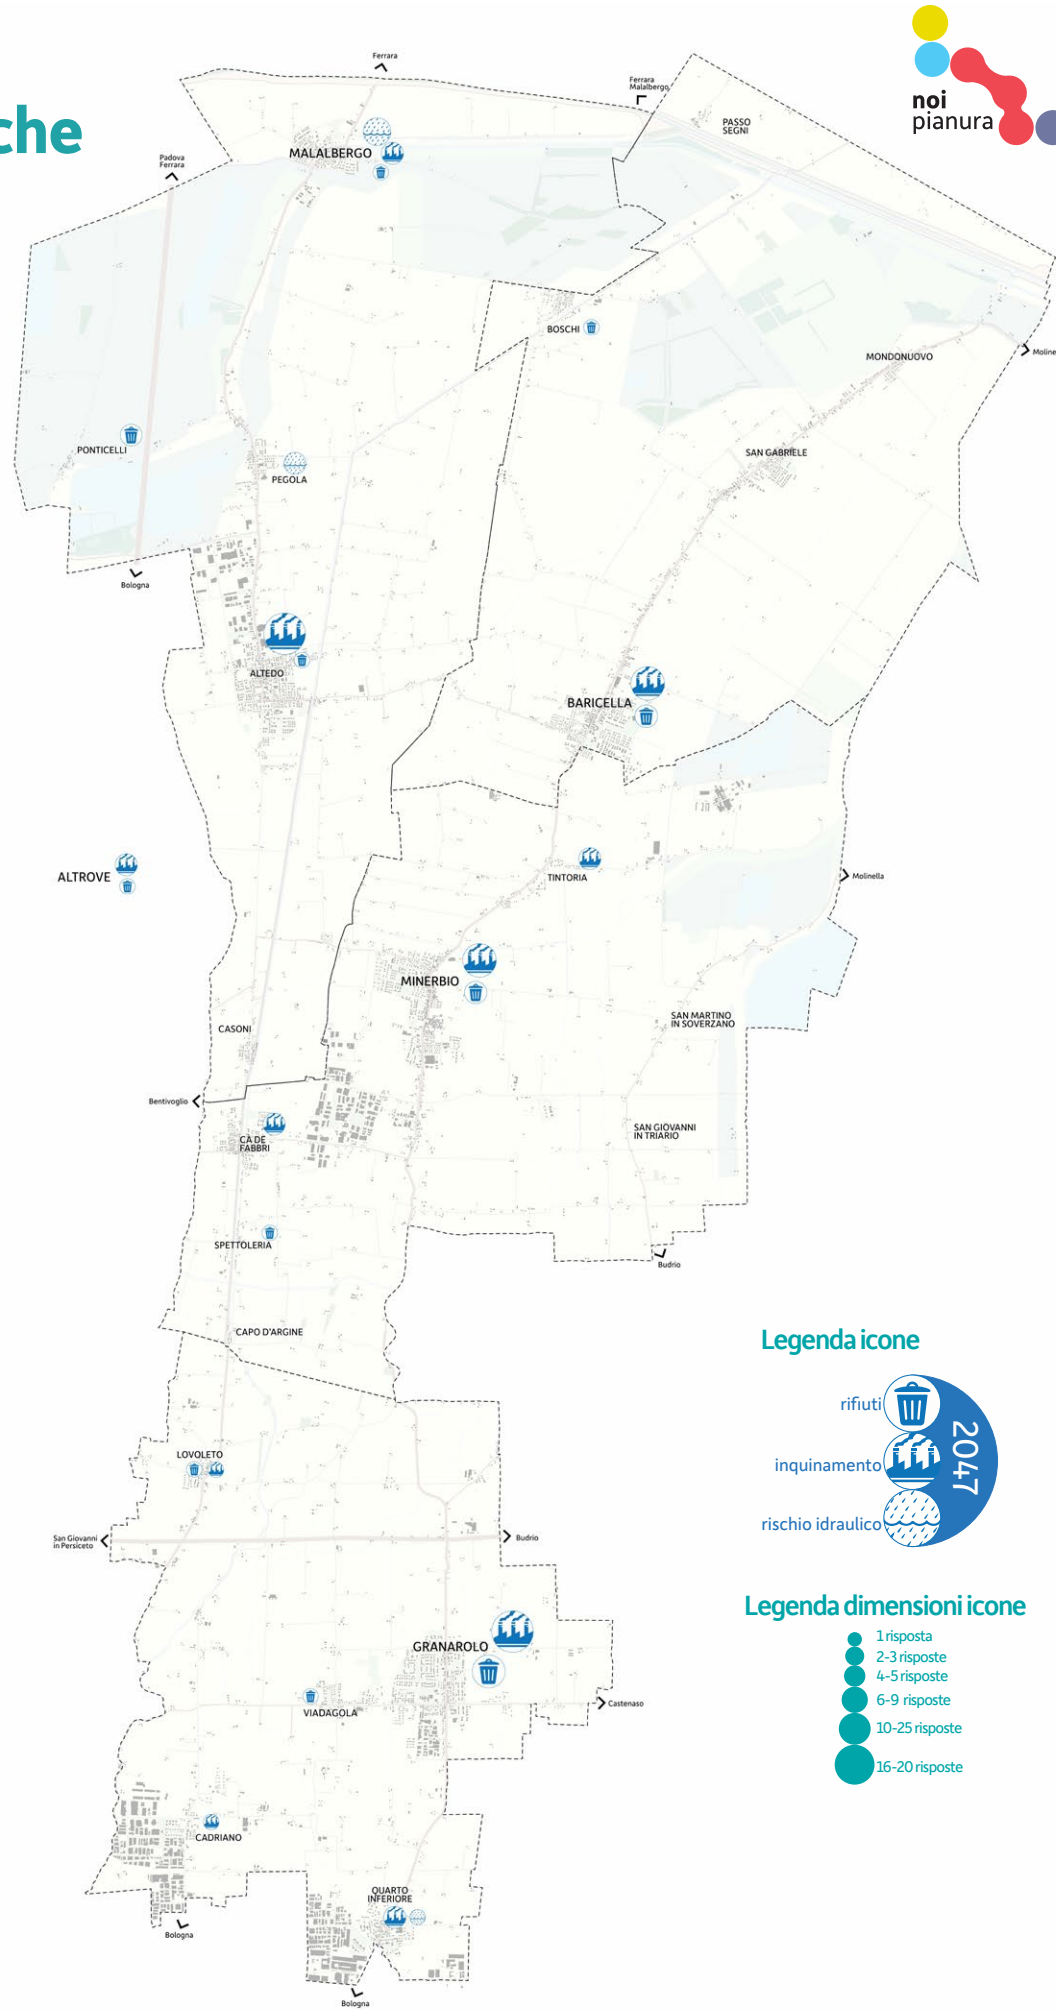 che
noi
pianura
Ferrara
Ferrara
Malalbergo
PASSO
SEGNI
MALALBERGO
Padova
Ferrara
BOSCHI
Moline
MONDONUOVO
PONTICELLI
SAN GABRIELE
PEGOLA
Bologna
ALTEDO
BARICELLA
ALTROVE
TINTORIA
Molinella
MINERBIO
CASONI
SAN MARTINO
IN SOVERZANO
Bentivoglio
CÀ DE
FABBRI
SAN GIOVANNI
IN TRIARIO
SPETTOLERIA
Budrio
CAPO D'ARGINE
Legenda icone
rifiuti
inquinamento
rischio idraulico
2047
LOVOLETO
San Giovanni
in Persiceto
Budrio
Legenda dimensioni icone
1 risposta
2-3 risposte
4-5 risposte
6-9 risposte
10-25 risposte
16-20 risposte
GRANAROLO
Castenaso
VIADAGOLA
CADRIANO
QUARTO
INFERIORE
Bologna
Bologna